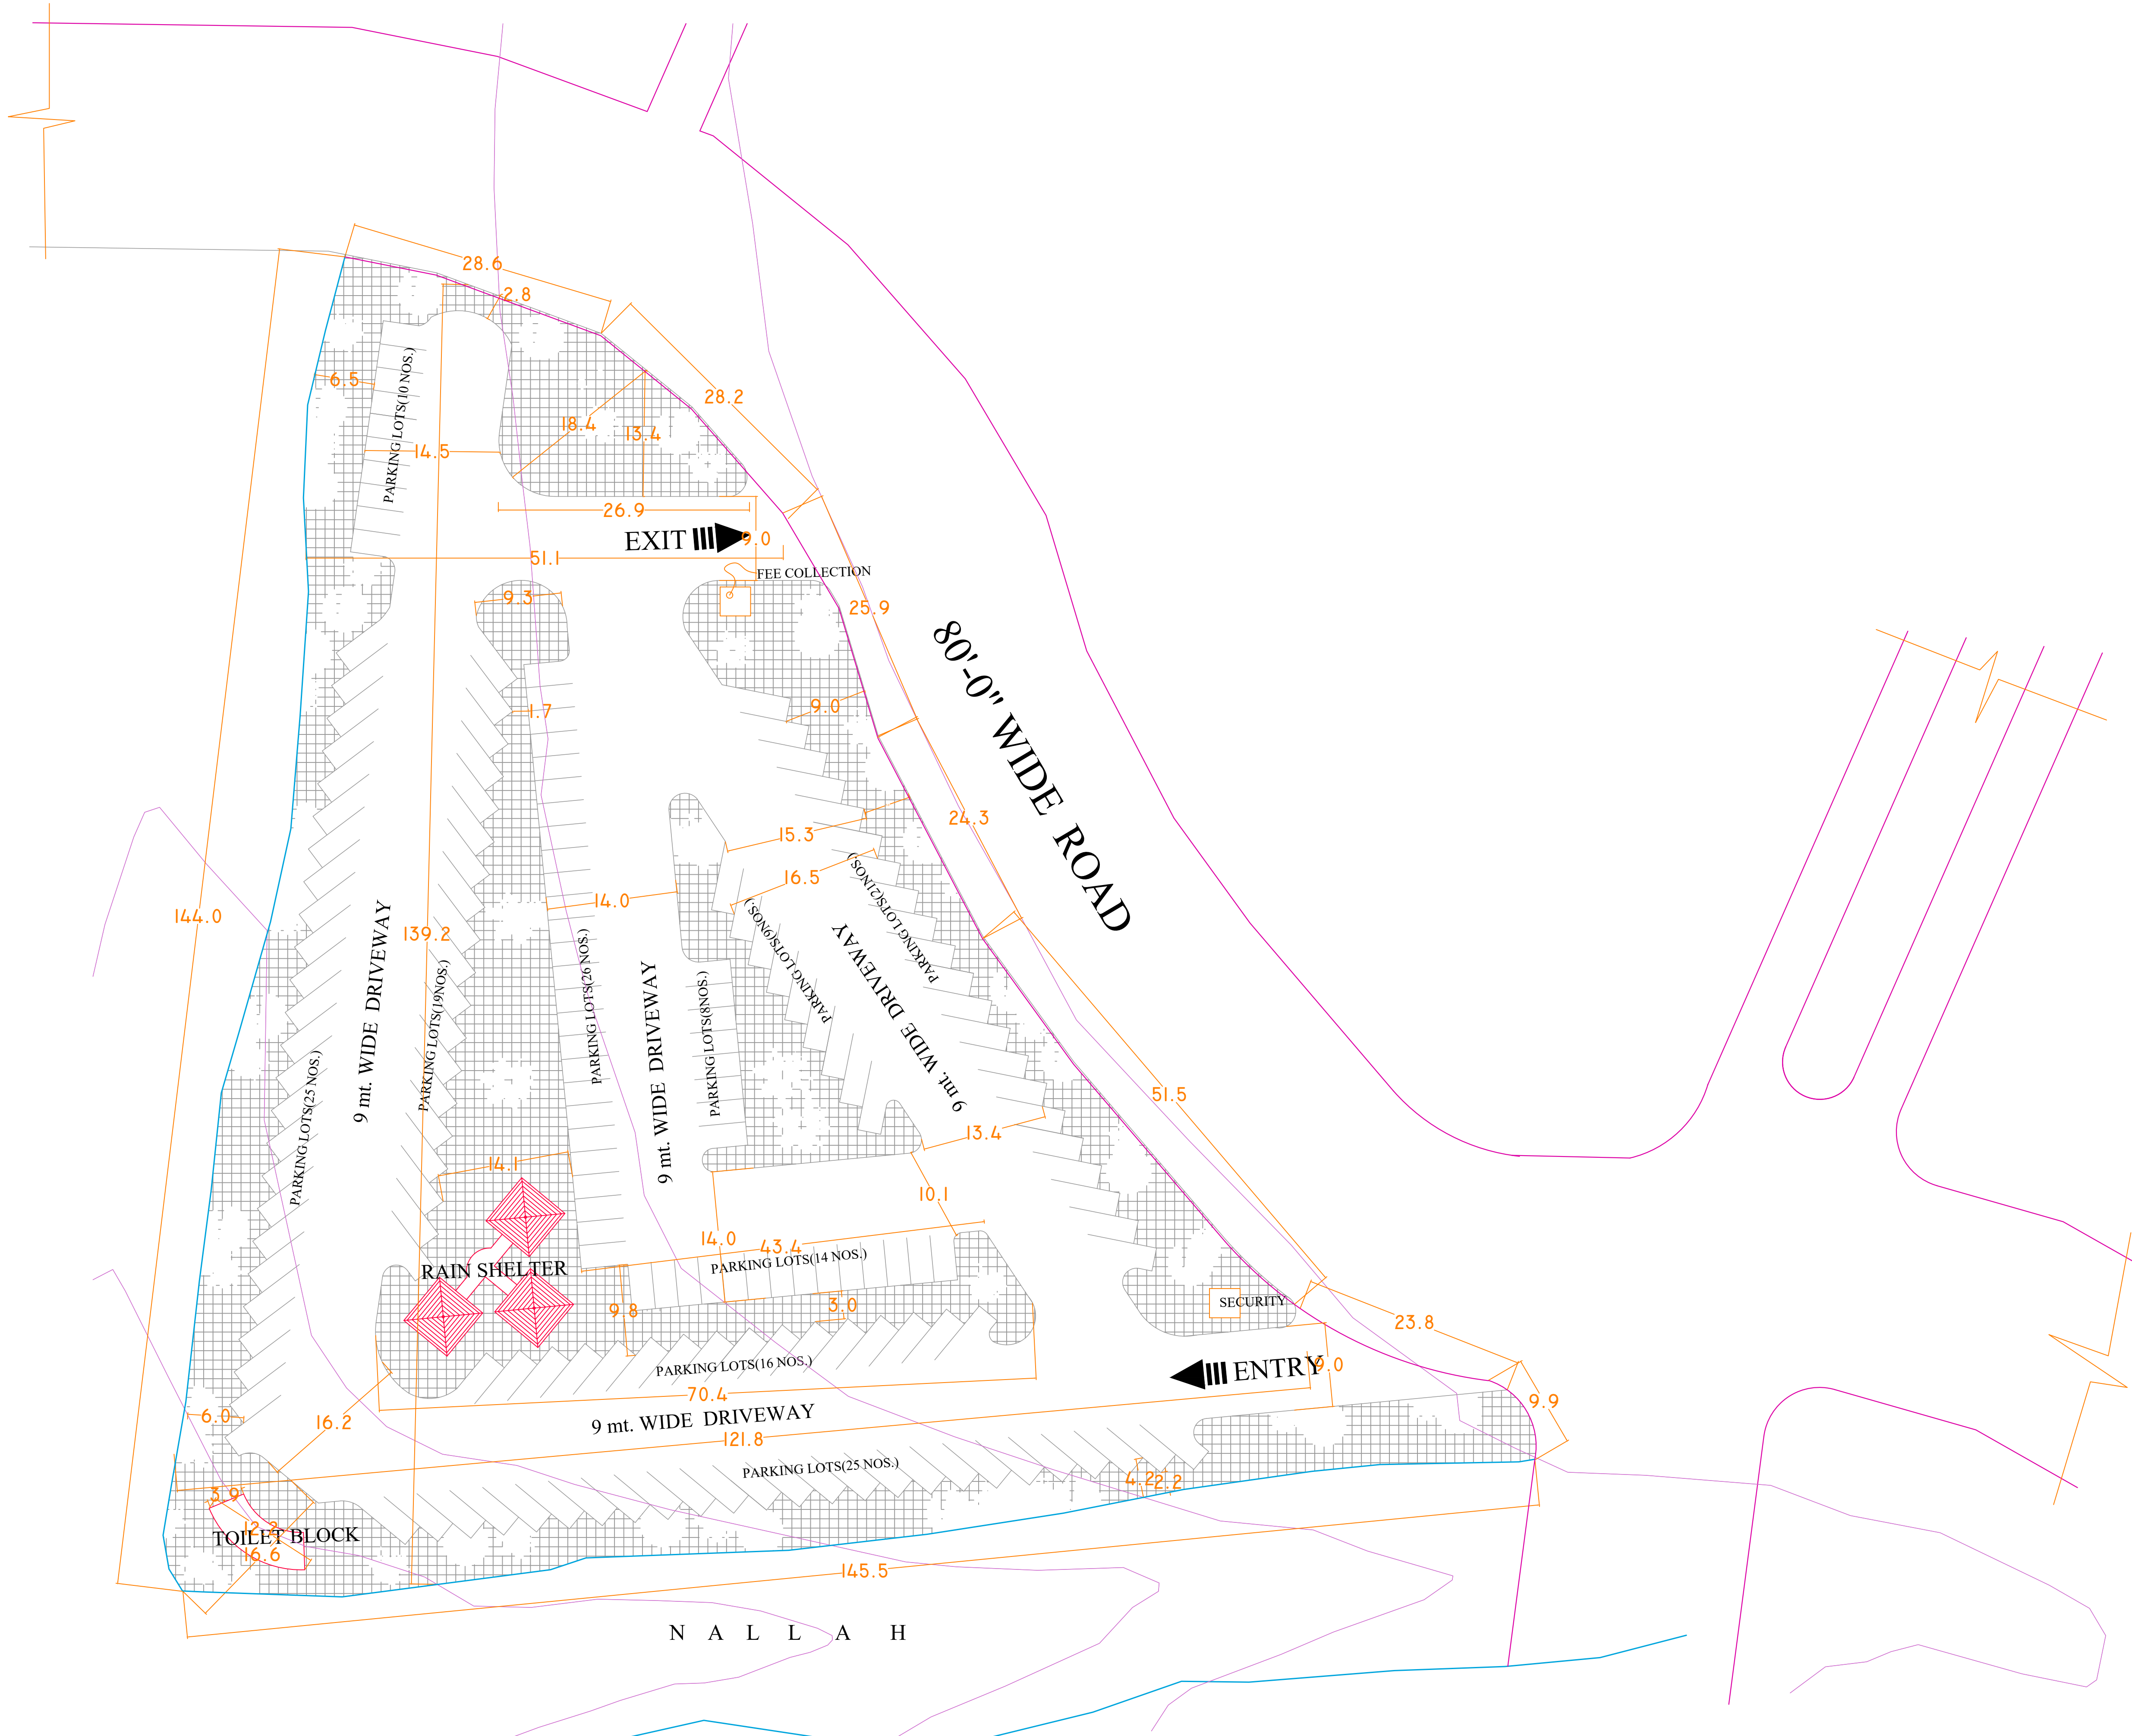 28.6
2.8
6.5
PARKING LOTS(10 NOS.)
28.2
18.4
13.4
14.5
26.9
EXIT
9.0
51.1
FEE COLLECTION
9.3
25.9
80'-0" WIDE ROAD
1.7
9.0
24.3
15.3
16.5
14.0
144.0
139.2
PARKING LOTS(21NOS.)
PARKING LOTS(9NOS.)
9 mt. WIDE DRIVEWAY
9 mt. WIDE DRIVEWAY
PARKING LOTS(19NOS.)
PARKING LOTS(26 NOS.)
9 mt. WIDE DRIVEWAY
PARKING LOTS(8NOS.)
PARKING LOTS(25 NOS.)
51.5
13.4
14.1
10.1
14.0
43.4
PARKING LOTS(14 NOS.)
RAIN SHELTER
9.8
3.0
SECURITY
23.8
PARKING LOTS(16 NOS.)
ENTRY
9.0
70.4
9.9
6.0
16.2
9 mt. WIDE DRIVEWAY
121.8
PARKING LOTS(25 NOS.)
4.2
2.2
3.9
TOILET BLOCK
16.6
145.5
NALLAH